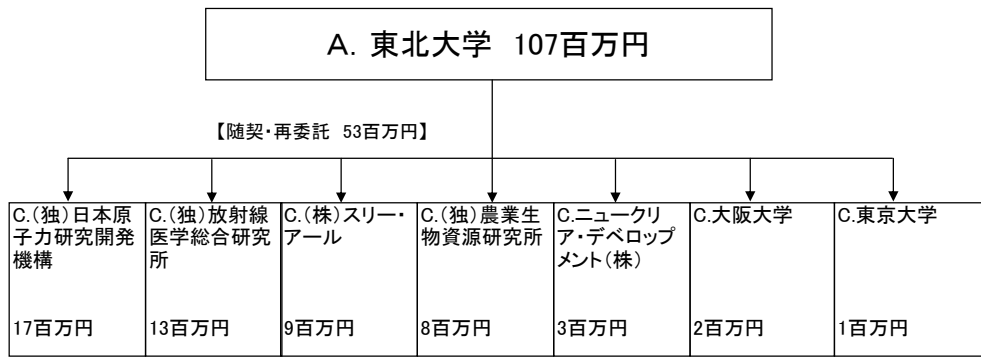 A. 東北大学 107百万円
【随契・再委託 53百万円】
C.(独)日本原
子力研究開発
機構
17百万円
C.(独)放射線
医学総合研究
所
13百万円
C.(株)スリー・
アール
9百万円
C.(独)農業生
物資源研究所
8百万円
C.ニュークリ
ア・デベロップ
メント(株)
3百万円
C.大阪大学
2百万円
C.東京大学
1百万円